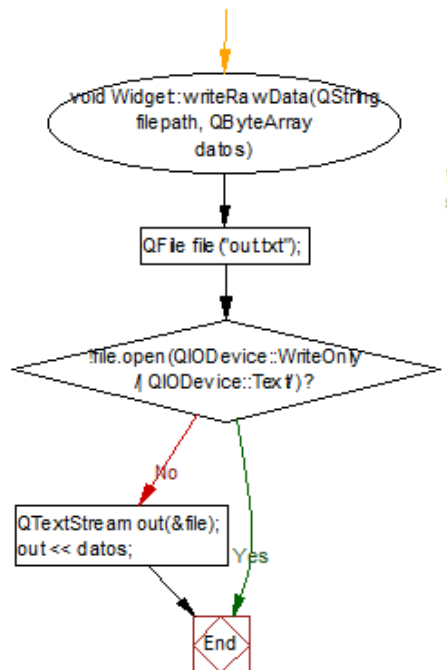 void Widget::writeRawData(QString
filepath, QByteArray
datos)
QFile file ("out.txt");
!file.open(QIODevice::WriteOnly
/| QIODevice::Text/)?
No
QTextStream out(&file);
out << datos;
Yes
End